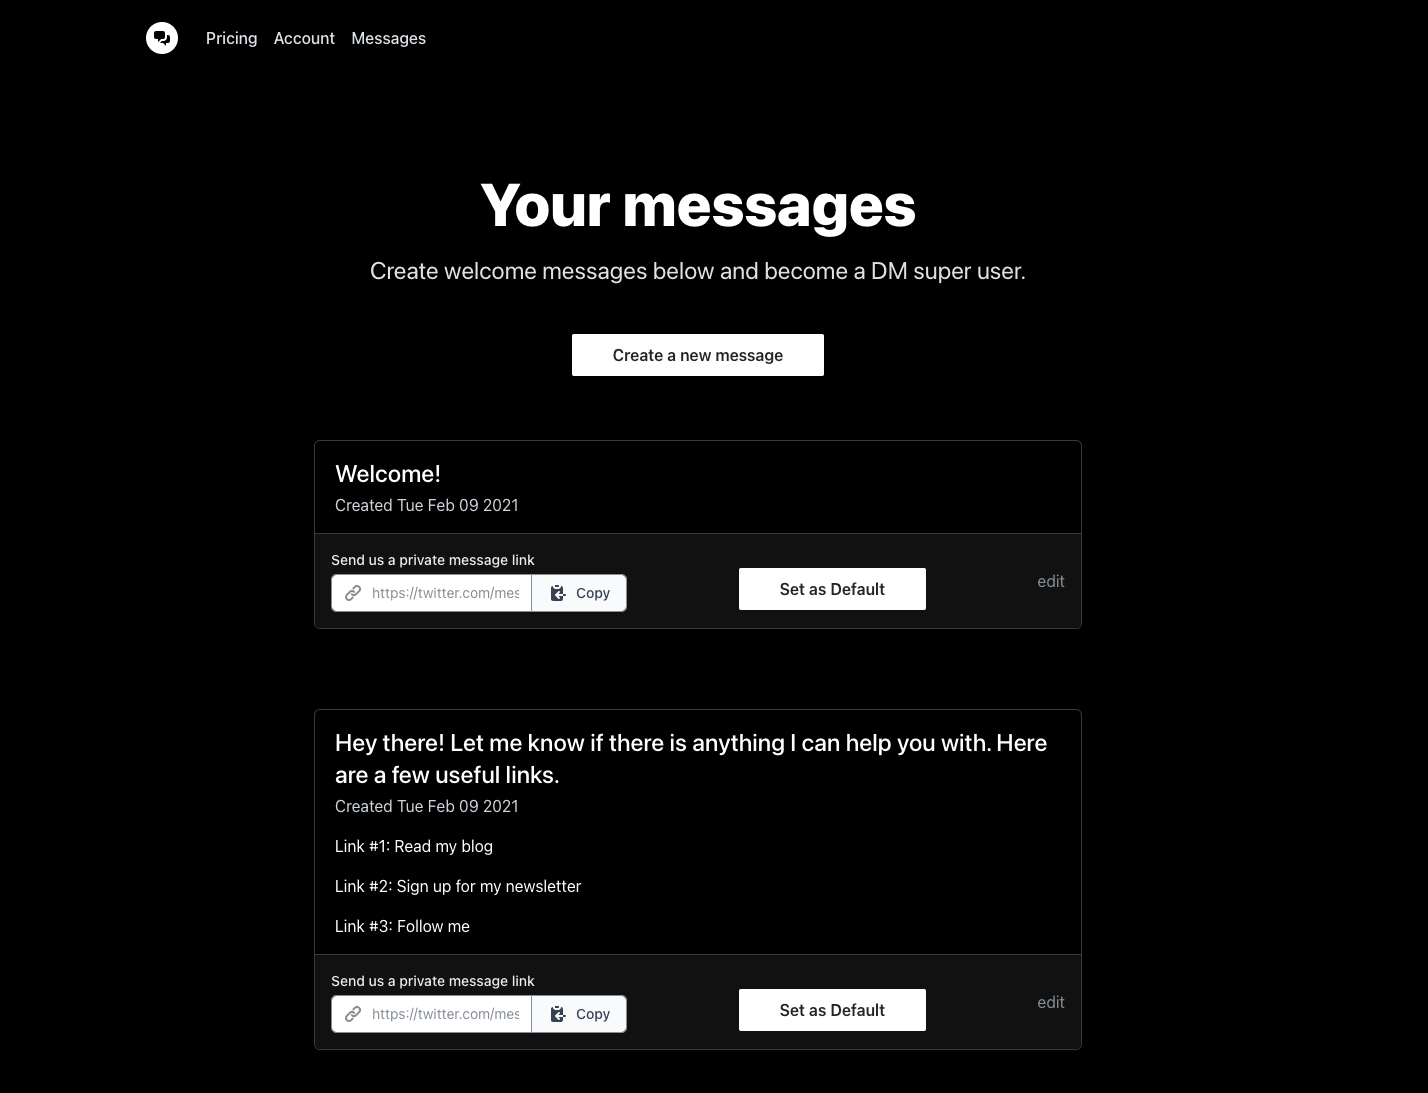 Pricing Account Messages
Your messages
Create welcome messages below and become a DM super user.
Create a new message
Welcome!
Created Tue Feb 09 2021
Send us a private message link
https://twitter.com/mes Copy
Set as Default
edit
Hey there! Let me know if there is anything I can help you with. Here
are a few useful links.
Created Tue Feb 09 2021
Link #1: Read my blog
Link #2: Sign up for my newsletter
Link #3: Follow me
Send us a private message link
https://twitter.com/mes Copy
Set as Default
edit